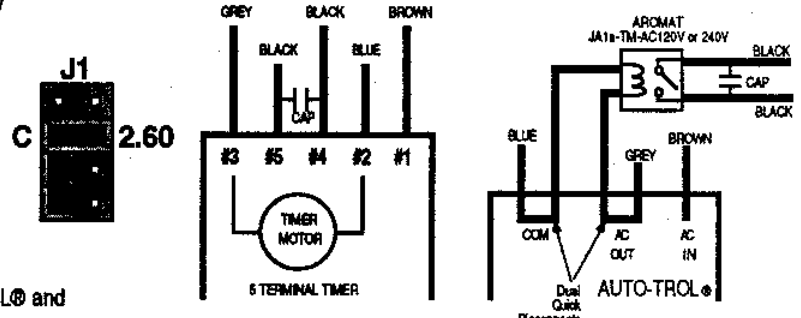 GREY BLACK BROWN
BLACK BLUE
CAP
#3 #5 #4 #2 #1
TIMER
MOTOR
J1
C 2.60
L® and
AROMAT
JA1a-TM-AC120V or 240V
BLACK
CAP
BLACK
BLUE
GREY
BROWN
COM
AC
OUT
AC
IN
Dual
Quick
AUTO-TROL®
TERMINAL TIMER